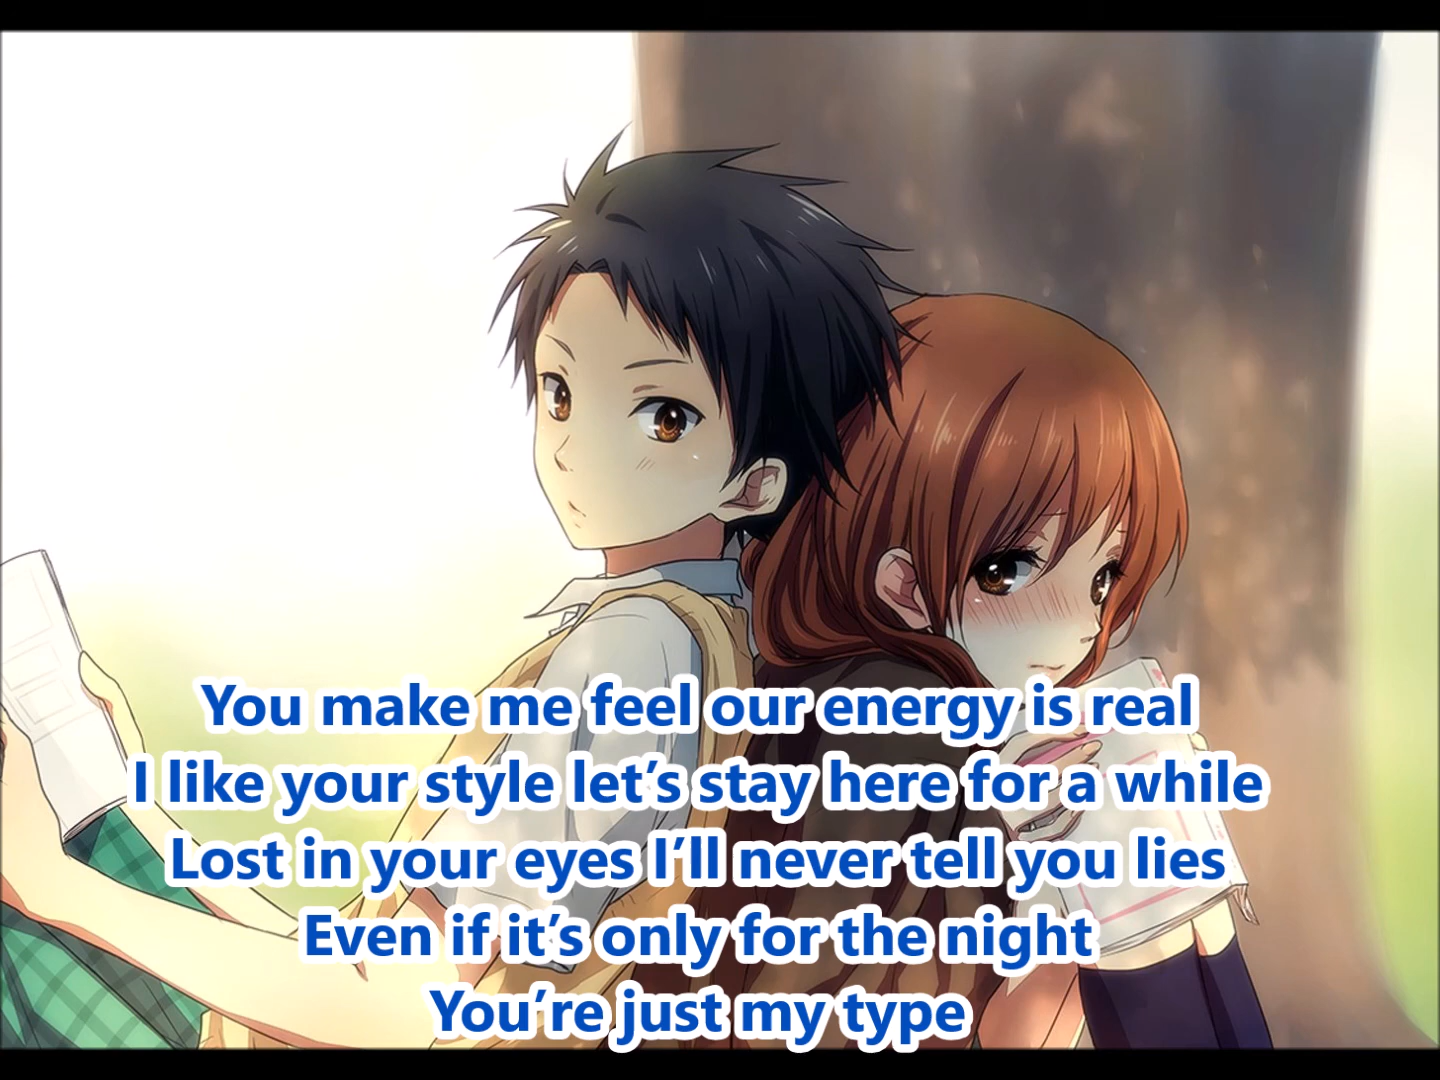 You make me feel our energy is real
I like your style let’s stay here for a while
Lost in your eyes I’ll never tell you lies
Even if it’s only for the night
You’re just my type